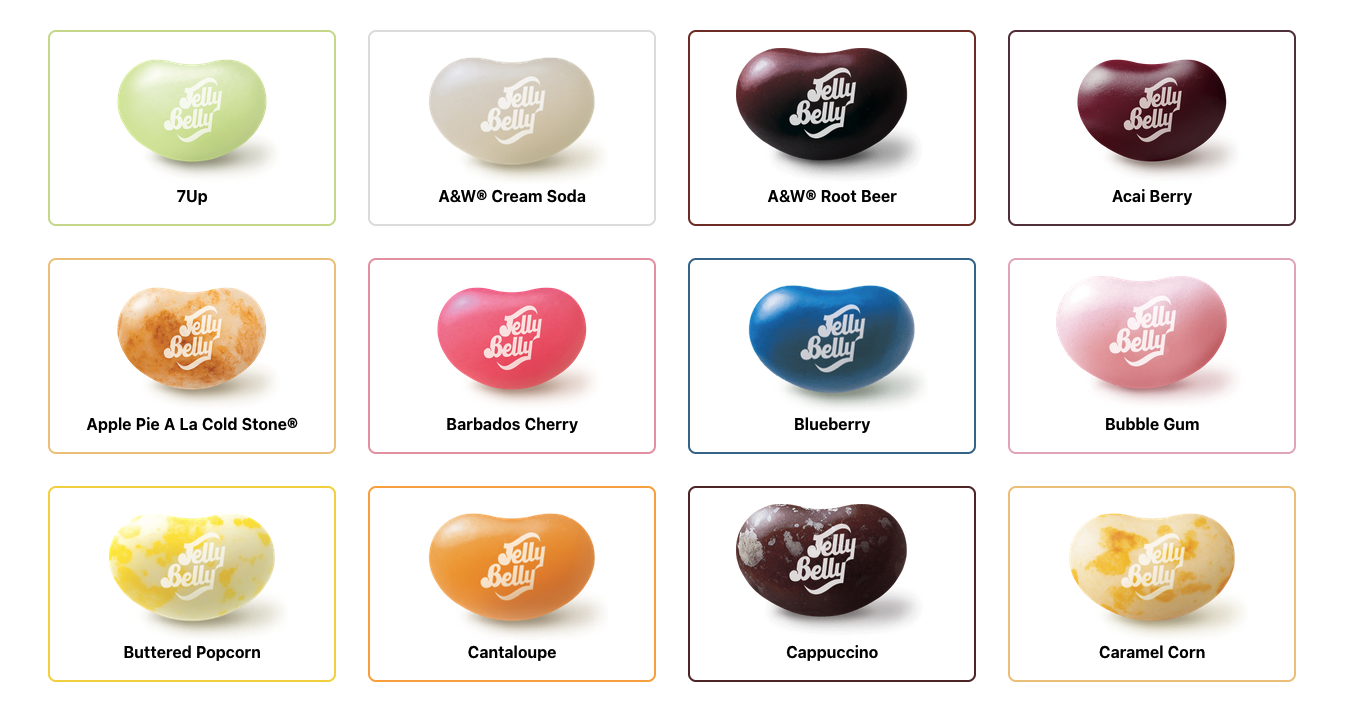 Jelly
Belly
7Up
Jelly
Belly
A&W® Cream Soda
Jelly
Belly
A&W® Root Beer
Jelly
Belly
Acai Berry
Jelly
Belly
Apple Pie A La Cold Stone®
Jelly
Belly
Barbados Cherry
Jelly
Belly
Blueberry
Jelly
Belly
Bubble Gum
Jelly
Belly
Buttered Popcorn
Jelly
Belly
Cantaloupe
Jelly
Belly
Cappuccino
Jelly
Belly
Caramel Corn